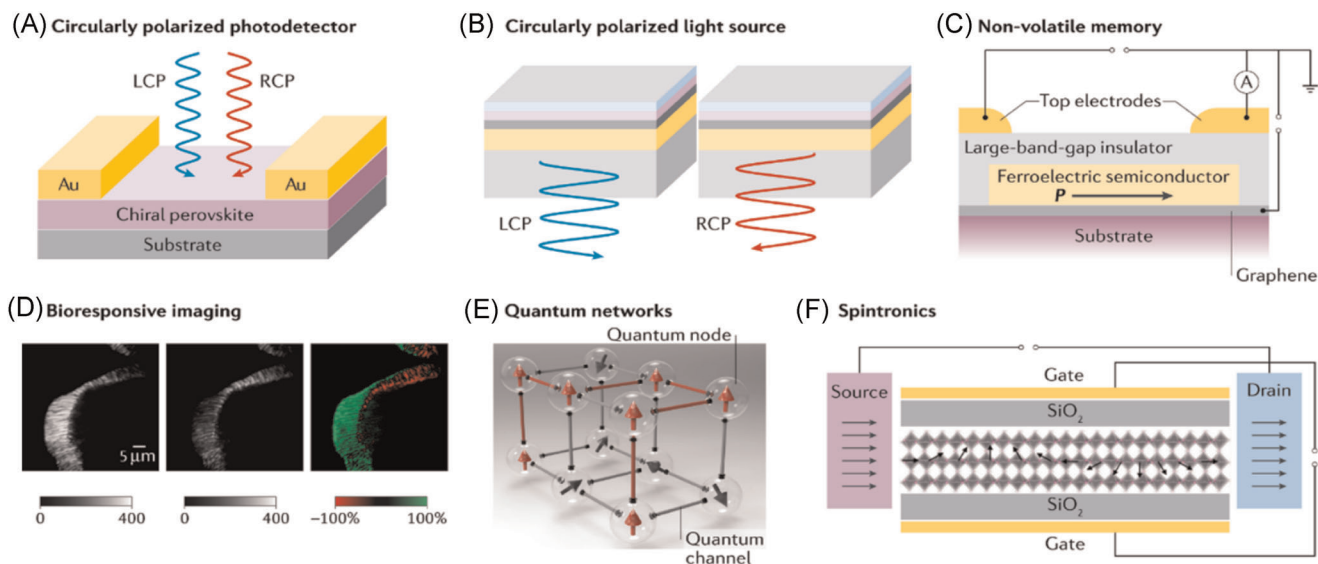 (A) Circularly polarized photodetector
LCP
RCP
Au
Au
Chiral perovskite
Substrate
(B) Circularly polarized light source
LCP
RCP
(C) Non-volatile memory
A
Top electrodes
Large-band-gap insulator
Ferroelectric semiconductor
P
Substrate
Graphene
(D) Bioresponsive imaging
5 μm
0 400
0 400
–100% 100%
(E) Quantum networks
Quantum node
Quantum
channel
(F) Spintronics
Source
Gate
Drain
SiO₂
SiO₂
Gate